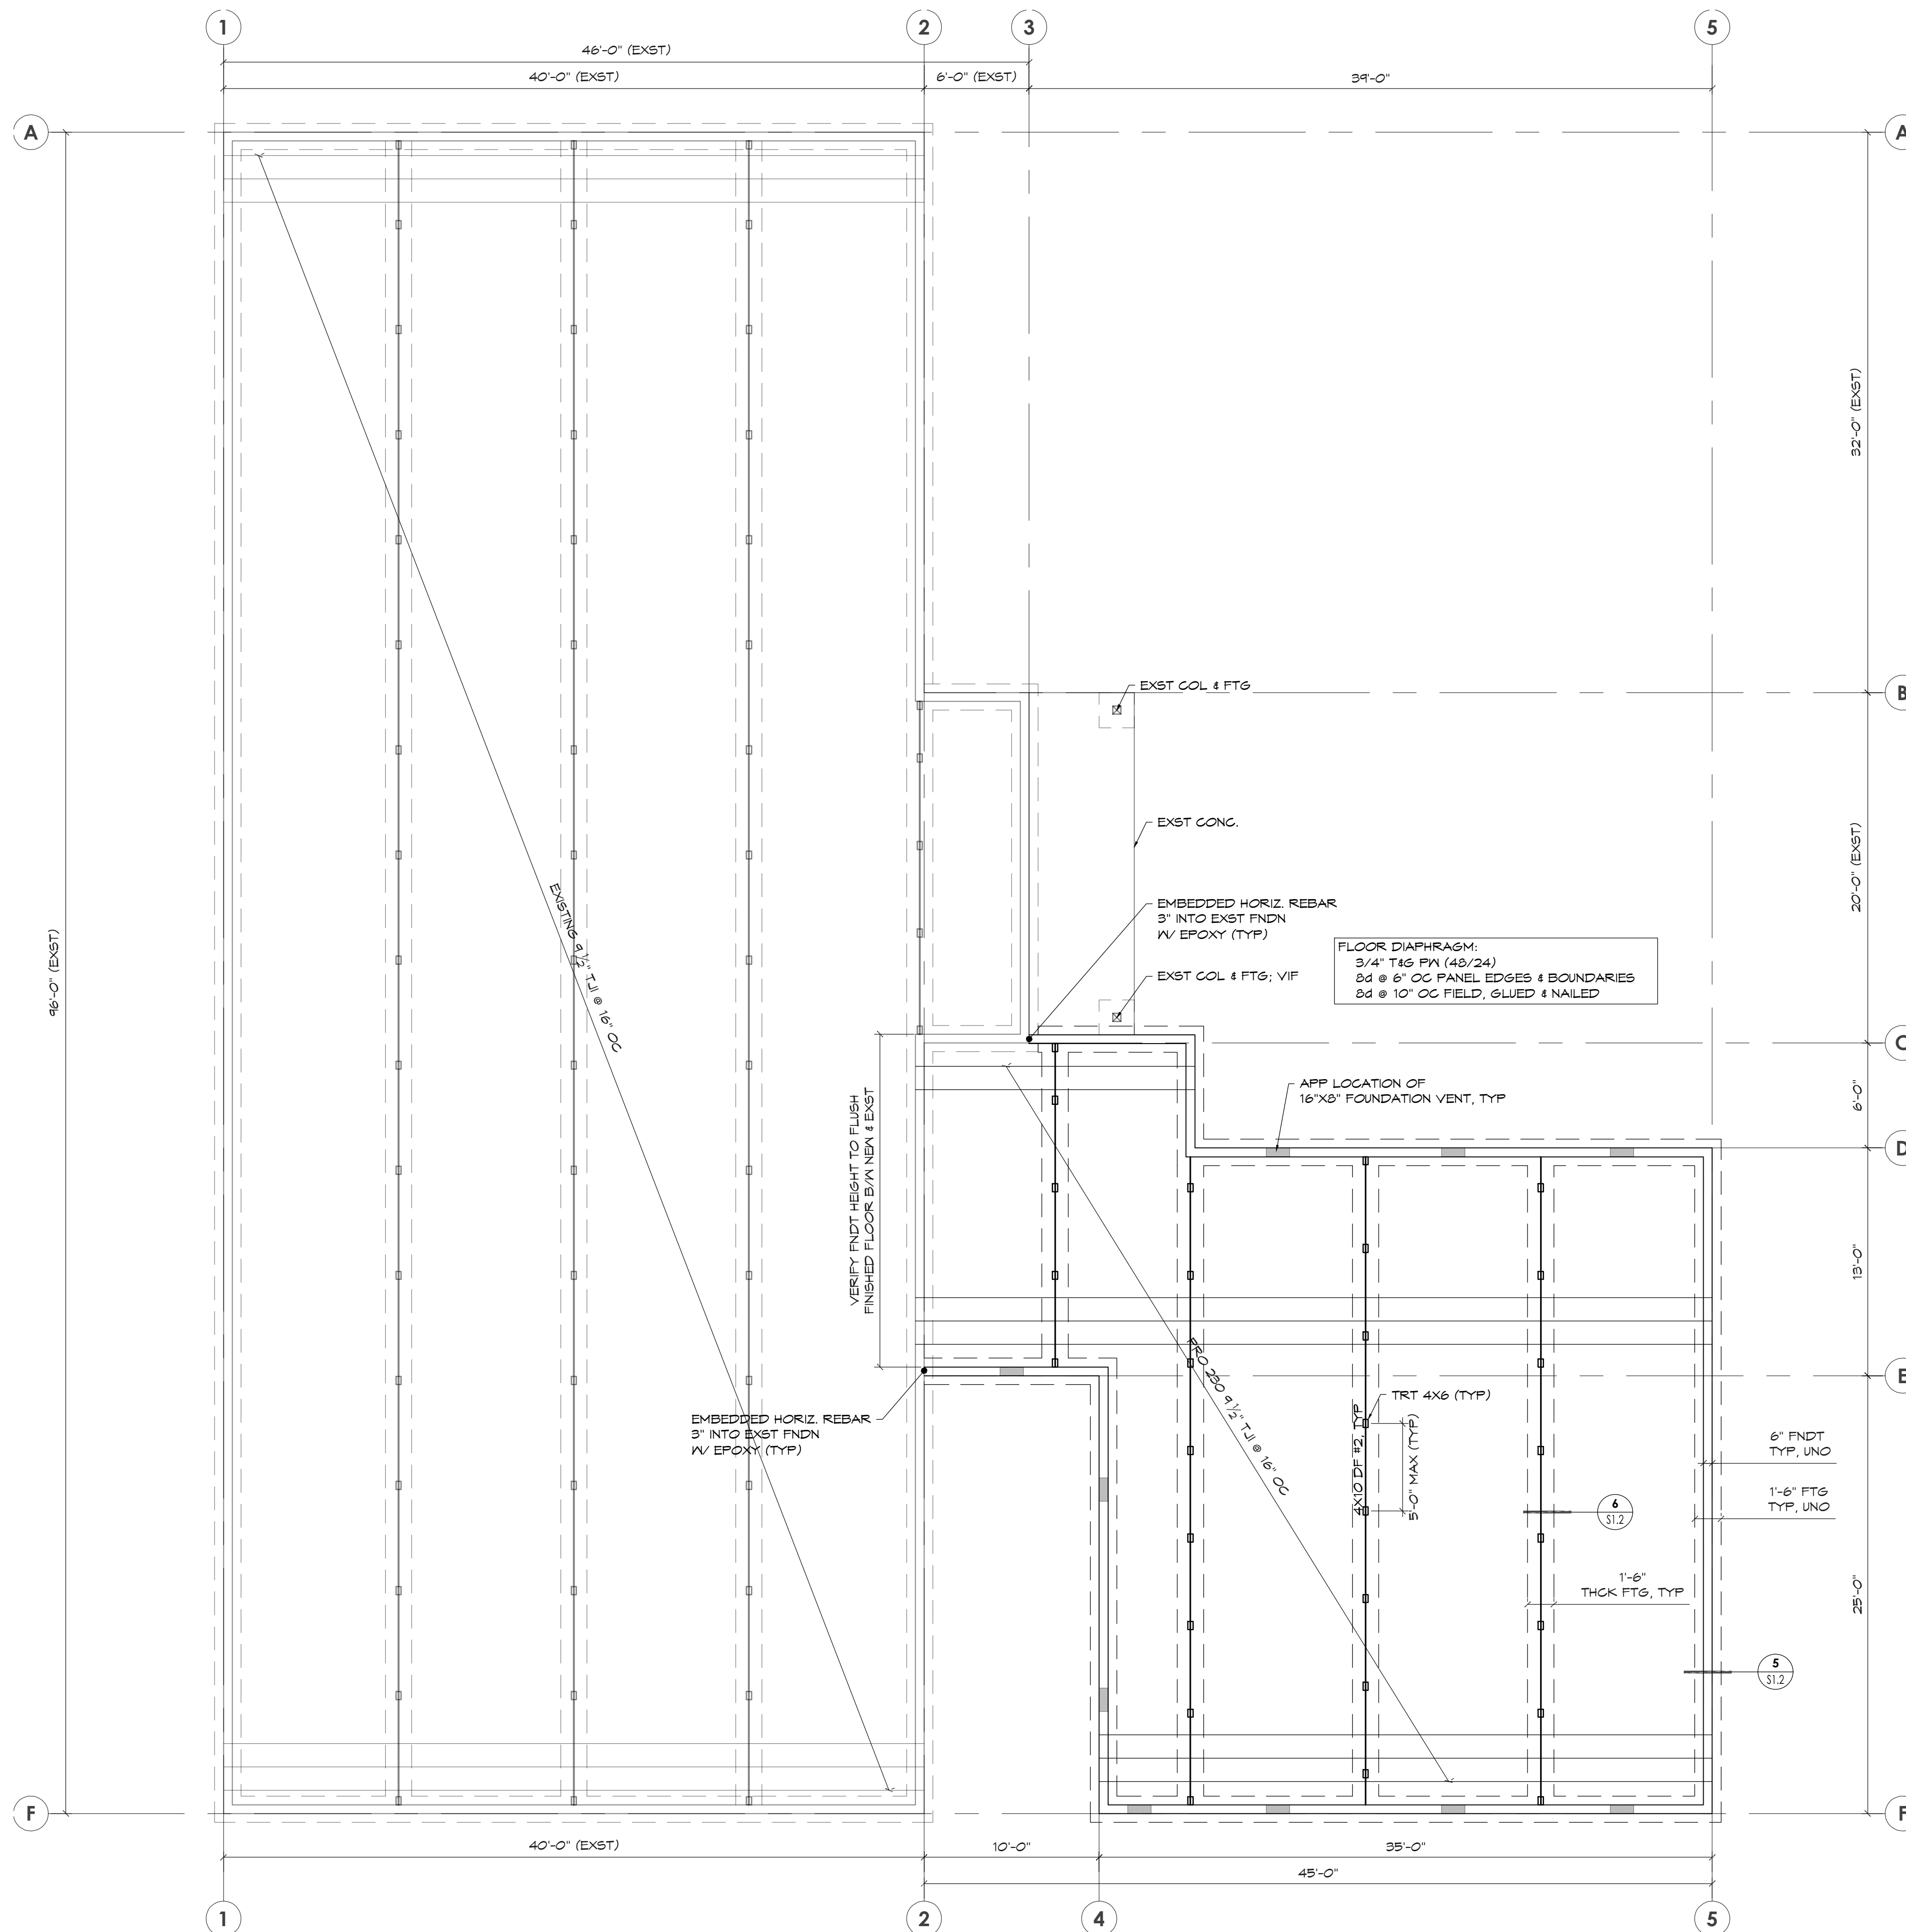 1
2
3
5
46'-0" (EXST)
40'-0" (EXST)
6'-0" (EXST)
39'-0"
A
A
32'-0" (EXST)
EXST COL & FTG
B
EXST CONC.
20'-0" (EXST)
EMBEDDED HORIZ. REBAR
3" INTO EXST FNDN
W/ EPOXY (TYP)
FLOOR DIAPHRAGM:
3/4" T&G PW (48/24)
8d @ 6" OC PANEL EDGES & BOUNDARIES
8d @ 10" OC FIELD, GLUED & NAILED
EXST COL & FTG; VIF
96'-0" (EXST)
EXISTING 9 1/2" TJI @ 16" OC
C
APP LOCATION OF
16"X8" FOUNDATION VENT, TYP
6'-0"
VERIFY FNDT HEIGHT TO FLUSH
FINISHED FLOOR B/W NEW & EXST
D
13'-0"
E
PRO 230 9 1/2" TJI @ 16" OC
TRT 4X6 (TYP)
4X10 DF #2, TYP
5'-0" MAX (TYP)
EMBEDDED HORIZ. REBAR
3" INTO EXST FNDN
W/ EPOXY (TYP)
6" FNDT
TYP, UNO
1'-6" FTG
TYP, UNO
6
S1.2
1'-6"
THCK FTG, TYP
25'-0"
5
S1.2
F
F
40'-0" (EXST)
10'-0"
35'-0"
45'-0"
1
2
4
5